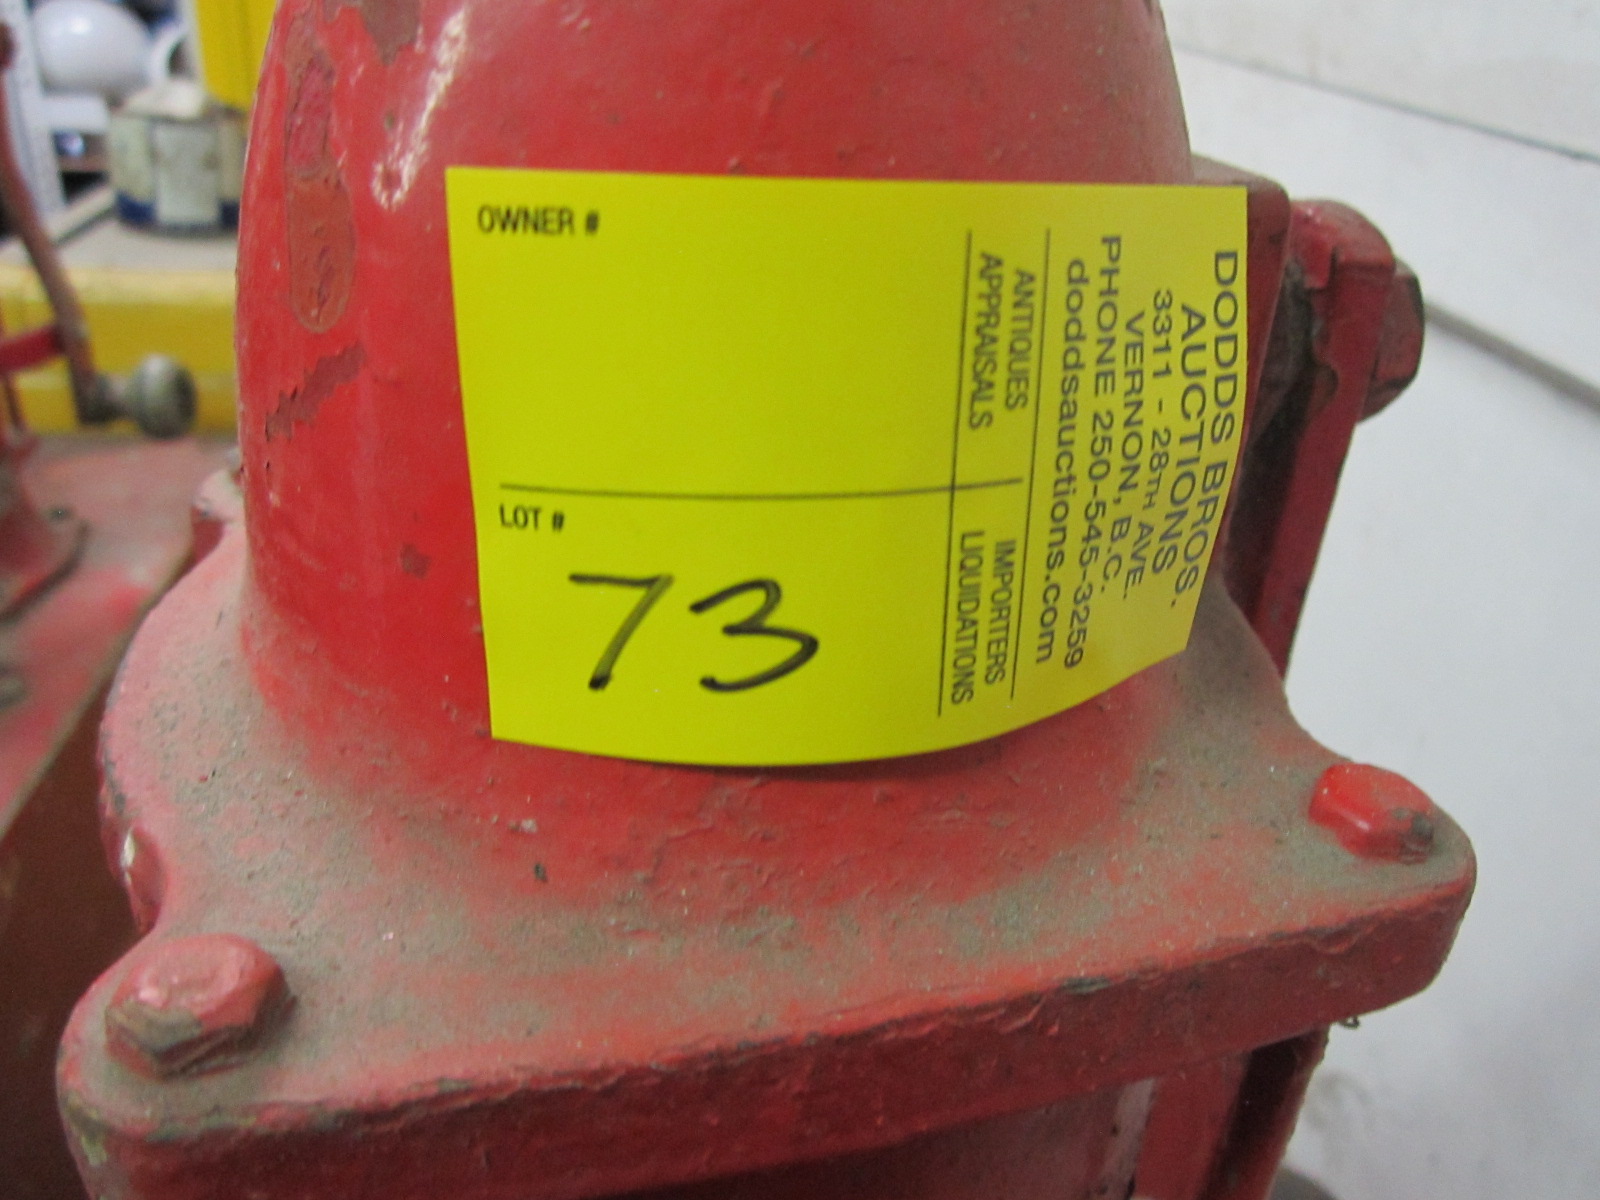 OWNER #
LOT #
73
DODDS BROS.
AUCTIONS
3311 - 28TH AVE.
VERNON, B.C.
PHONE 250-545-3259
doddsauctions.com
ANTIQUES IMPORTERS
APPRAISALS LIQUIDATIONS